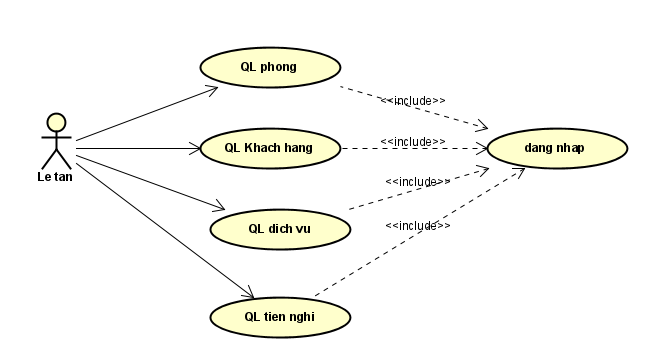 QL phong
<<include>>
Le tan
QL Khach hang
<<include>>
dang nhap
<<include>>
QL dich vu
<<include>>
QL tien nghi